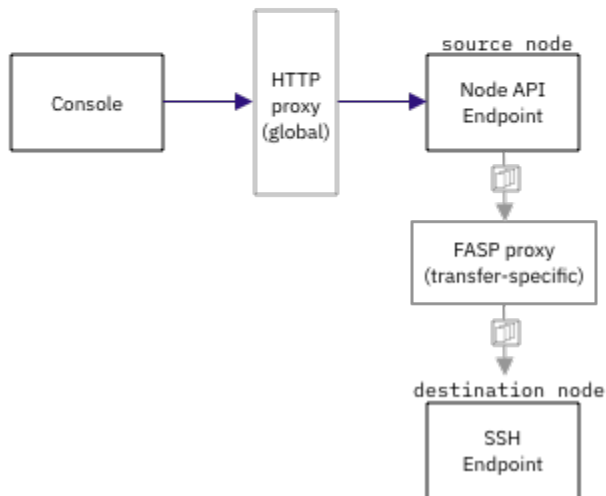 source node
Console
HTTP
proxy
(global)
Node API
Endpoint
FASP proxy
(transfer-specific)
destination node
SSH
Endpoint